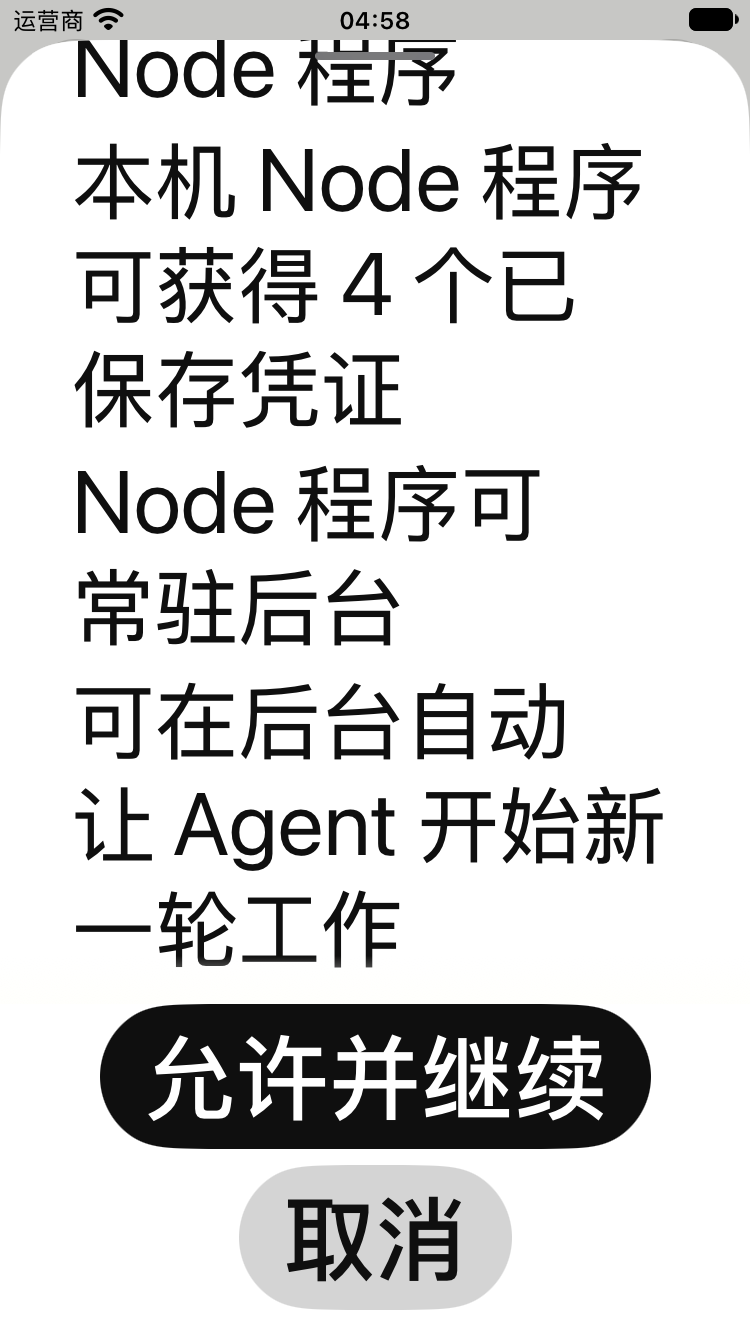 运营商
04:58
Node 程序
本机 Node 程序
可获得 4 个已
保存凭证
Node 程序可
常驻后台
可在后台自动
让 Agent 开始新
一轮工作
允许并继续
取消